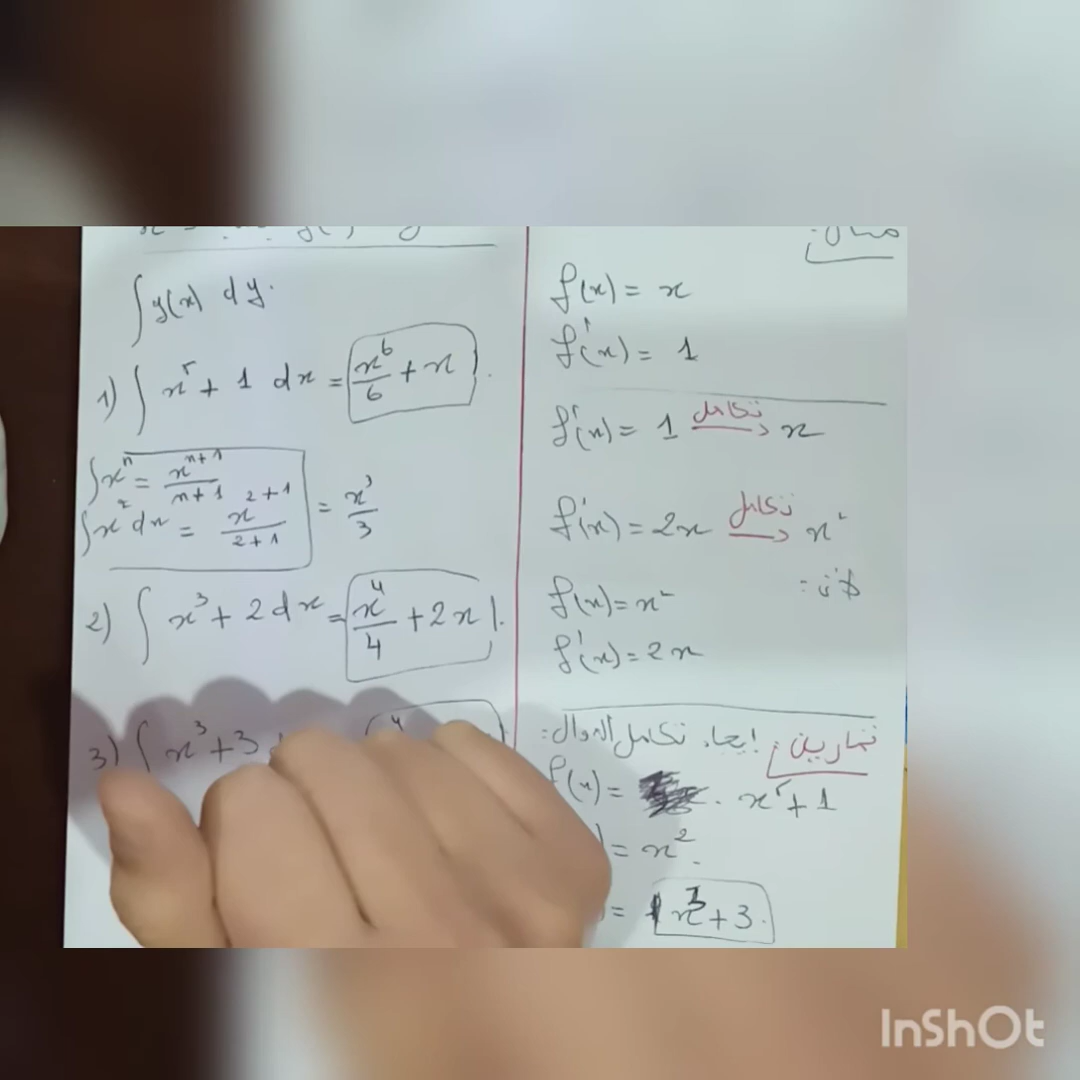 ∫ y(x) dy.
1) ∫ x⁵ + 1 dx = x⁶/6 + x .
∫xⁿ = xⁿ⁺¹/n+1
∫x² dx = x²⁺¹/2+1 = x³/3
2) ∫ x³ + 2 dx = x⁴/4 + 2x .
3) ∫ x³ + 3
مثال:
f(x) = x
f'(x) = 1
f'(x) = 1 تكامل → x
f'(x) = 2x تكامل → x²
لأن :
f(x) = x²
f'(x) = 2x
تمارين : إيجاد تكامل الدوال :
f(x) = . x⁵ + 1
) = x² .
) = x³ + 3 .
InShOt